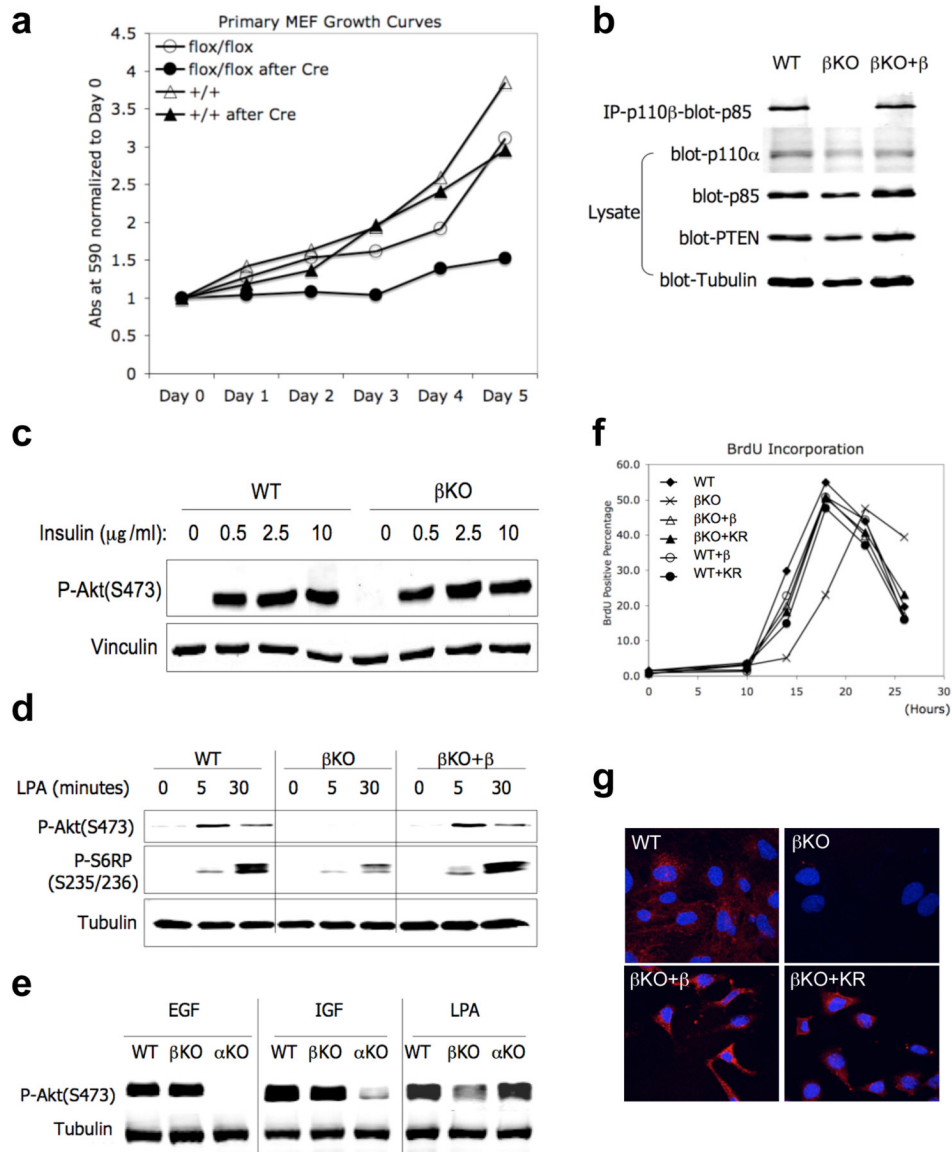 a
Primary MEF Growth Curves
4.5
4
3.5
3
2.5
2
1.5
1
0.5
0
Abs at 590 normalized to Day 0
flox/flox
flox/flox after Cre
+/+
+/+ after Cre
Day 0 Day 1 Day 2 Day 3 Day 4 Day 5
b
WT βKO βKO+β
IP-p110β-blot-p85
blot-p110α
blot-p85
Lysate
blot-PTEN
blot-Tubulin
c
WT βKO
Insulin (μg/ml): 0 0.5 2.5 10 0 0.5 2.5 10
P-Akt(S473)
Vinculin
d
WT βKO βKO+β
LPA (minutes) 0 5 30 0 5 30 0 5 30
P-Akt(S473)
P-S6RP
(S235/236)
Tubulin
e
EGF IGF LPA
WT βKO αKO WT βKO αKO WT βKO αKO
P-Akt(S473)
Tubulin
f
BrdU Incorporation
60.0
50.0
40.0
30.0
20.0
10.0
0.0
BrdU Positive Percentage
WT
βKO
βKO+β
βKO+KR
WT+β
WT+KR
0 10 15 20 25 30
(Hours)
g
WT βKO
βKO+β βKO+KR